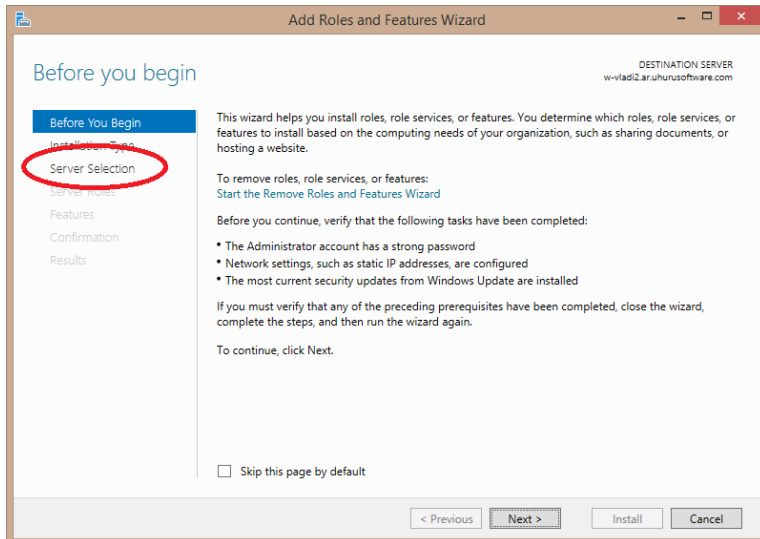 Add Roles and Features Wizard
Before you begin
DESTINATION SERVER
w-vladi2.ar.uhurusoftware.com
Before You Begin
Installation Type
Server Selection
Server Roles
Features
Confirmation
Results
This wizard helps you install roles, role services, or features. You determine which roles, role services, or
features to install based on the computing needs of your organization, such as sharing documents, or
hosting a website.
To remove roles, role services, or features:
Start the Remove Roles and Features Wizard
Before you continue, verify that the following tasks have been completed:
• The Administrator account has a strong password
• Network settings, such as static IP addresses, are configured
• The most current security updates from Windows Update are installed
If you must verify that any of the preceding prerequisites have been completed, close the wizard,
complete the steps, and then run the wizard again.
To continue, click Next.
Skip this page by default
< Previous
Next >
Install
Cancel